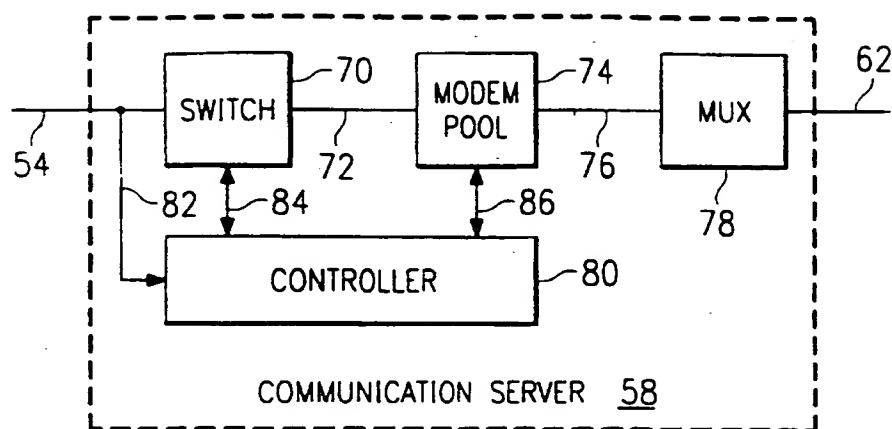 70
74
62
SWITCH
MODEM
POOL
MUX
54
72
76
78
82
84
86
CONTROLLER
80
COMMUNICATION SERVER 58